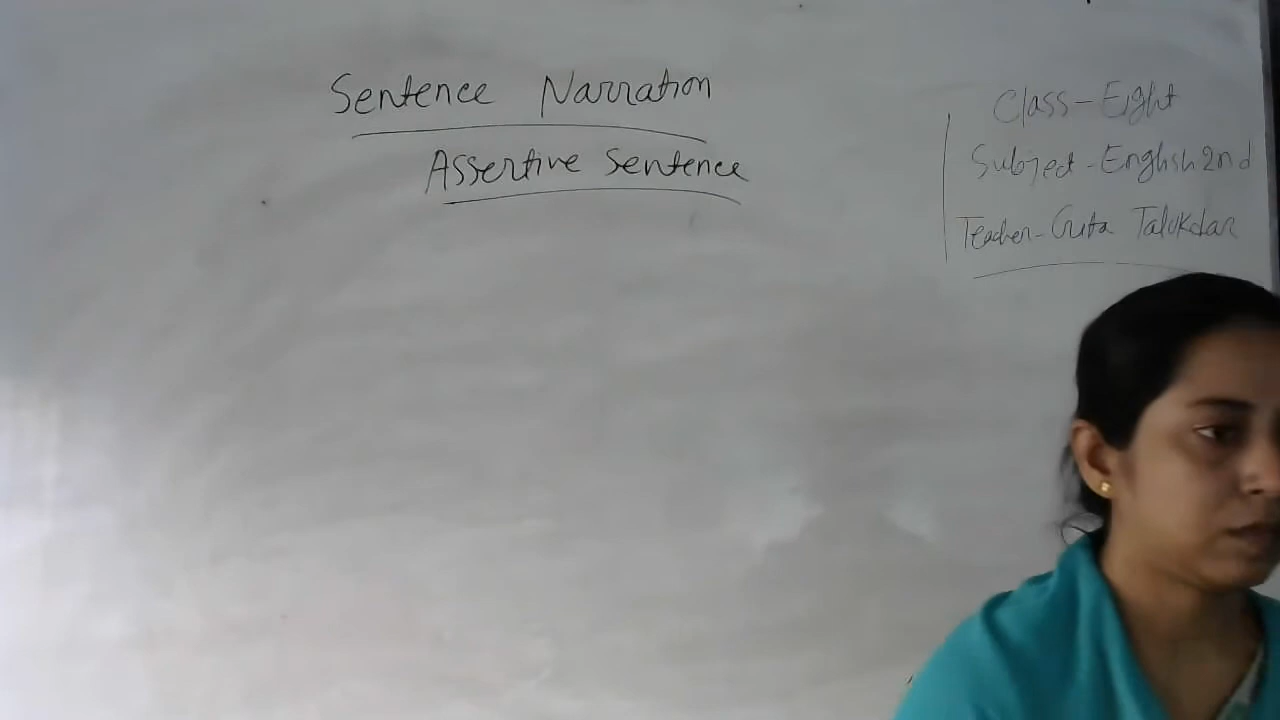 Sentence Narration
Assertive Sentence
Class-Eight
Subject-English 2nd
Teacher-Gita Talukdar